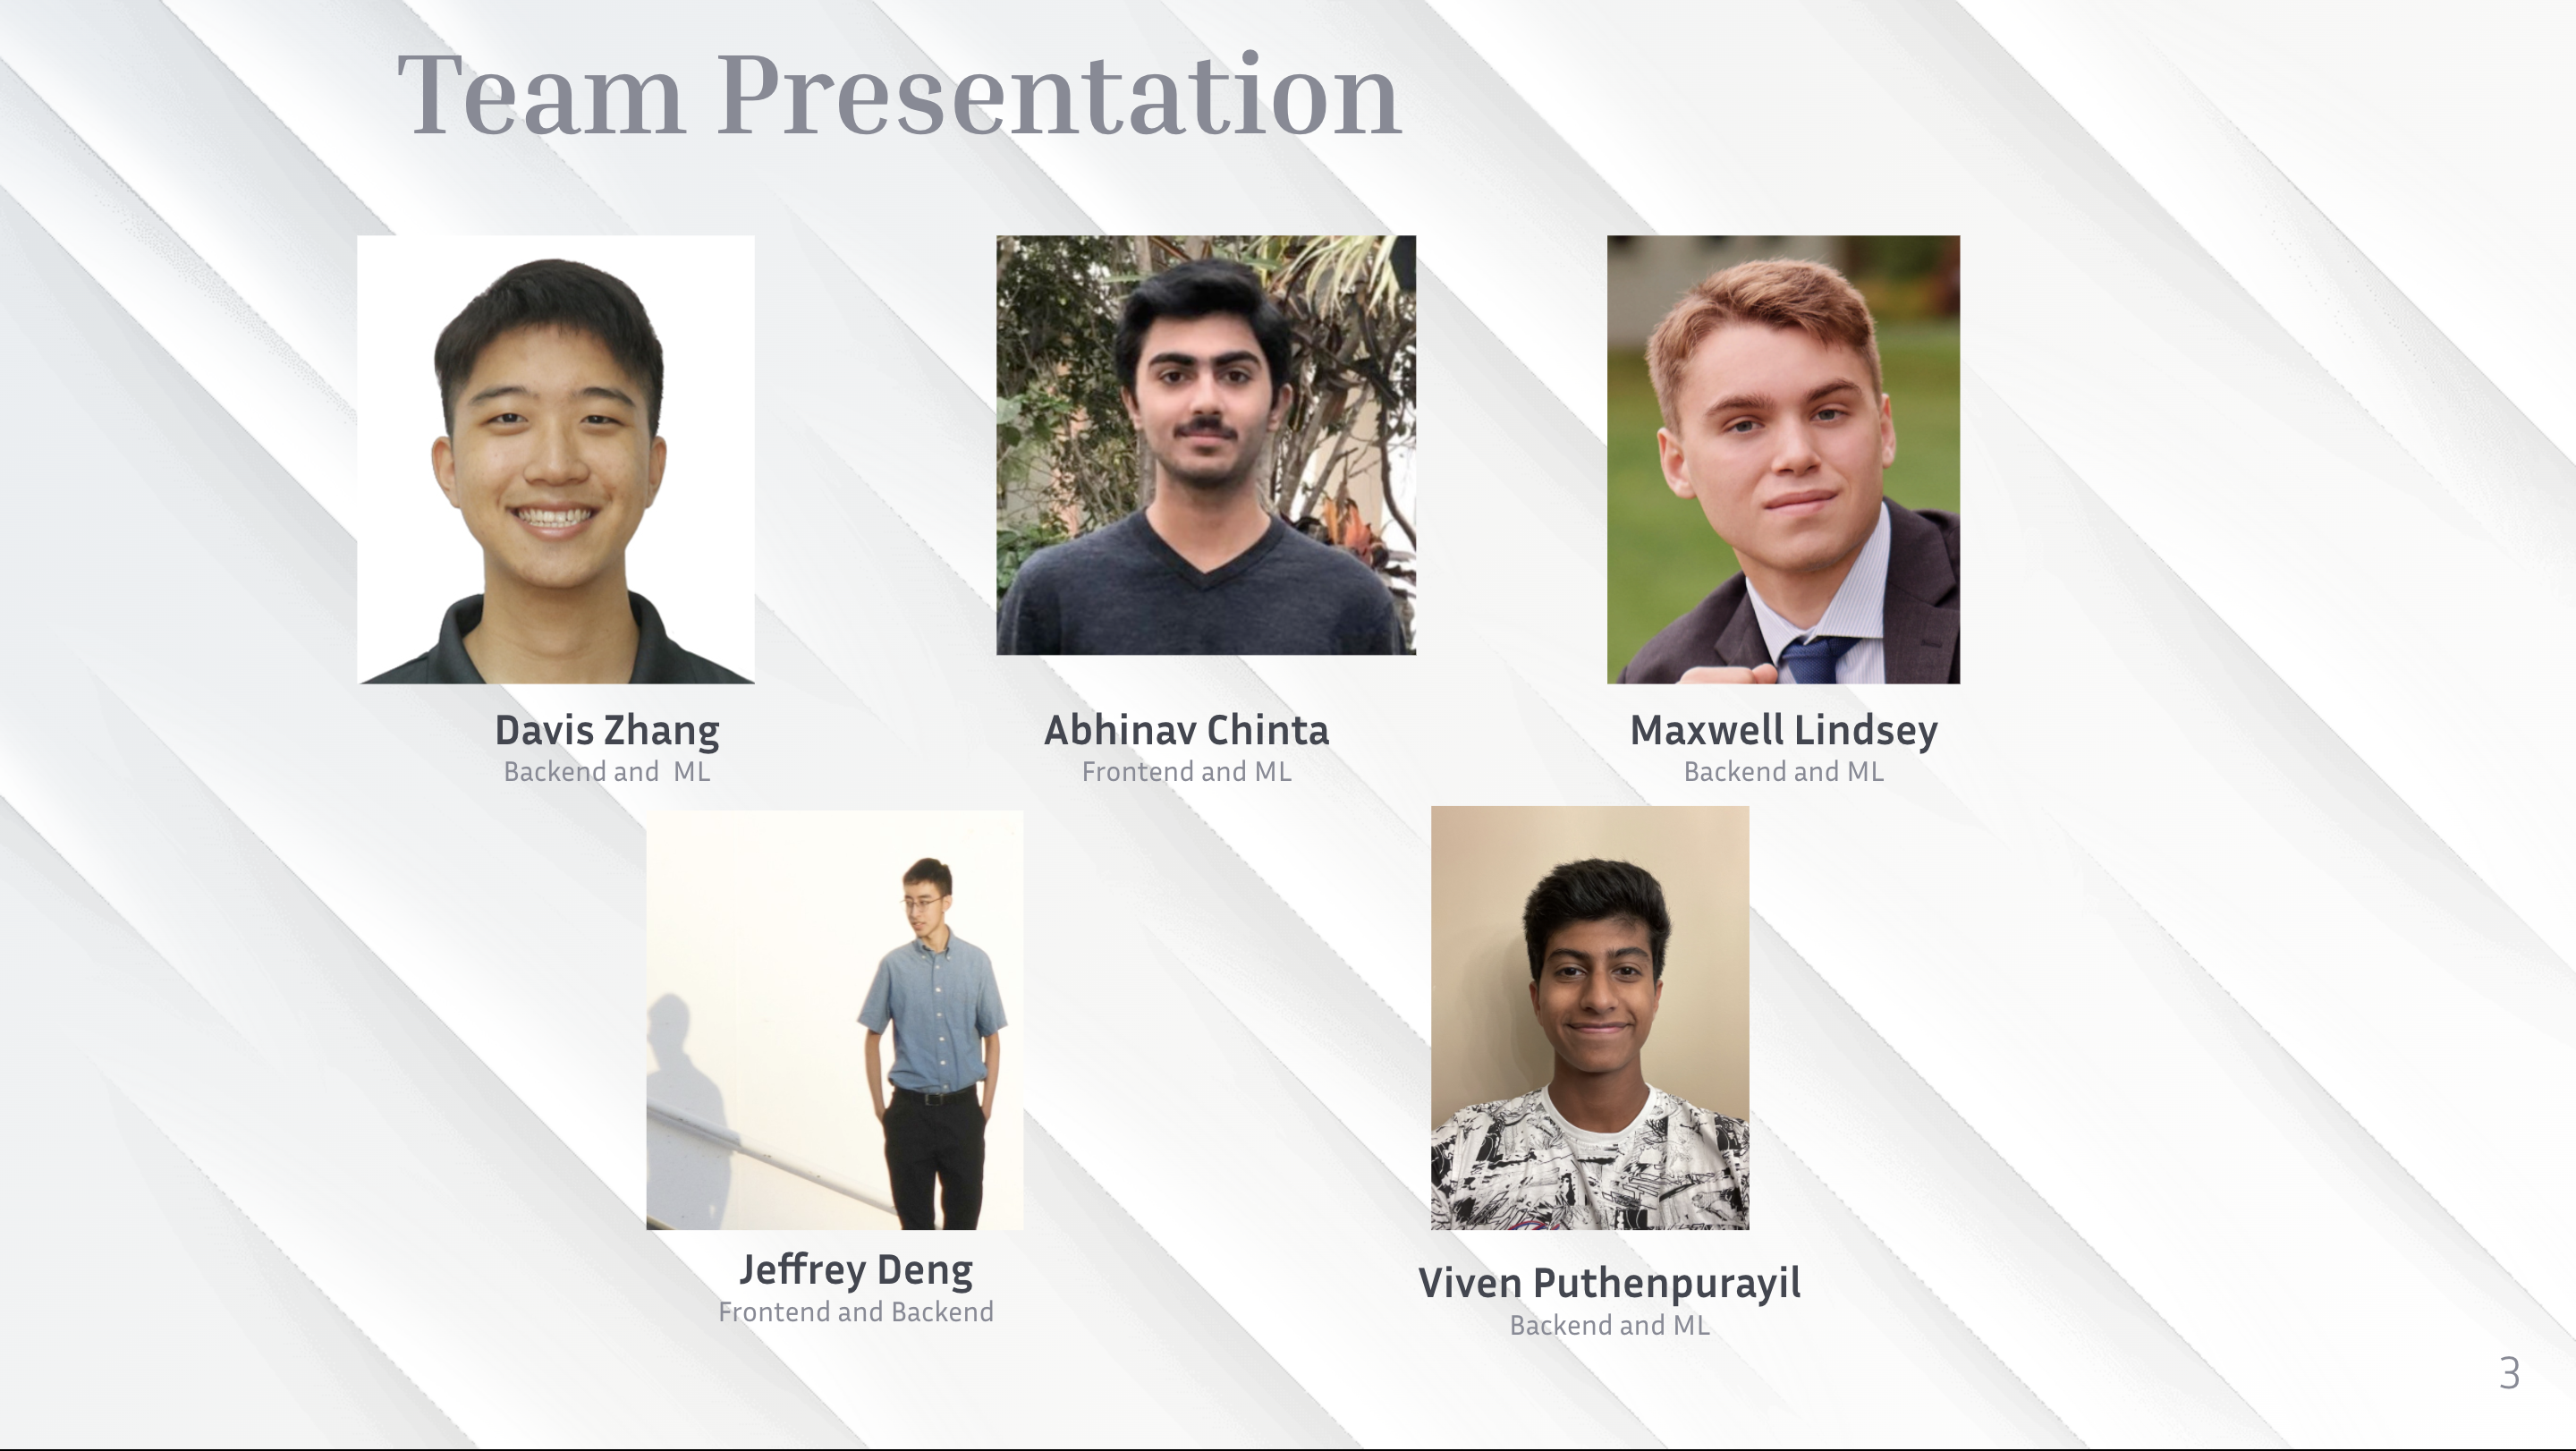 Team Presentation
Davis Zhang
Backend and  ML
Abhinav Chinta
Frontend and ML
Maxwell Lindsey
Backend and ML
Jeffrey Deng
Frontend and Backend
Viven Puthenpurayil
Backend and ML
3